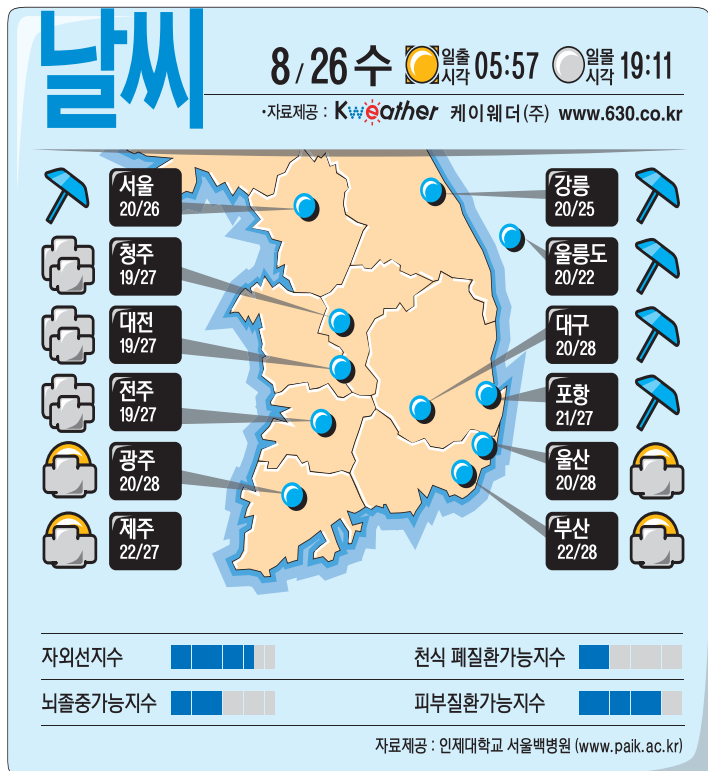 날씨
8/26 수 일출시각 05:57 일몰시각 19:11
·자료제공 : Kweather 케이웨더(주) www.630.co.kr
서울
20/26
청주
19/27
대전
19/27
전주
19/27
광주
20/28
제주
22/27
강릉
20/25
울릉도
20/22
대구
20/28
포항
21/27
울산
20/28
부산
22/28
자외선지수
천식 폐질환가능지수
뇌졸중가능지수
피부질환가능지수
자료제공 : 인제대학교 서울백병원 (www.paik.ac.kr)